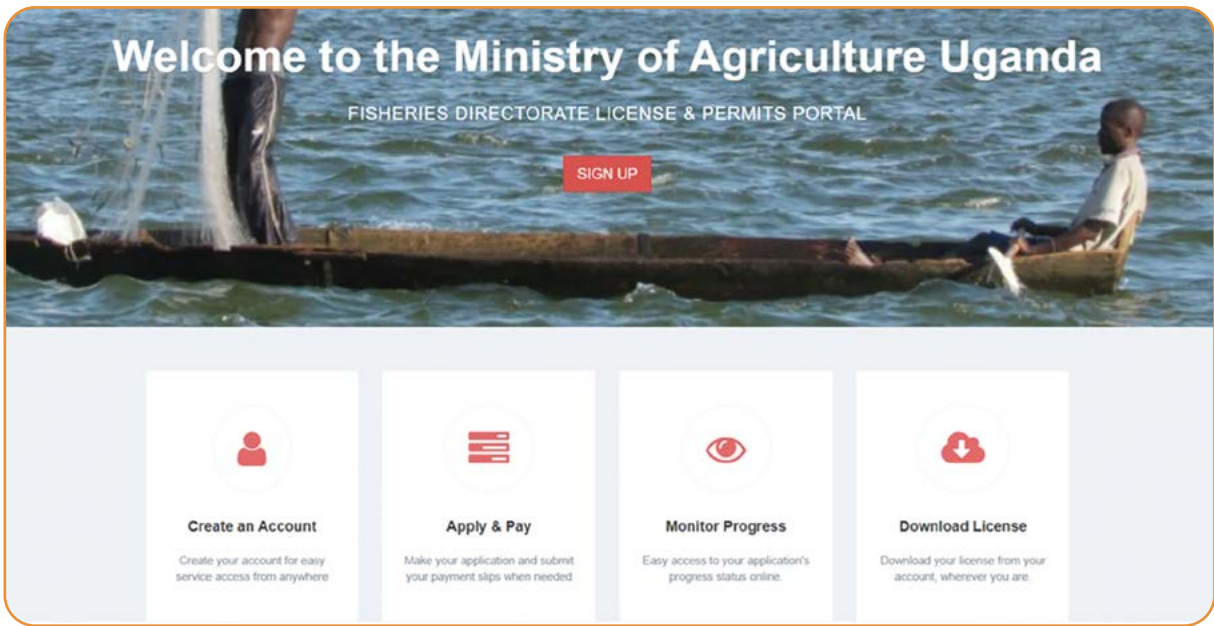 Welcome to the Ministry of Agriculture Uganda
FISHERIES DIRECTORATE LICENSE & PERMITS PORTAL
SIGN UP
Create an Account
Create your account for easy
service access from anywhere
Apply & Pay
Make your application and submit
your payment slips when needed
Monitor Progress
Easy access to your application's
progress status online.
Download License
Download your license from your
account, wherever you are.